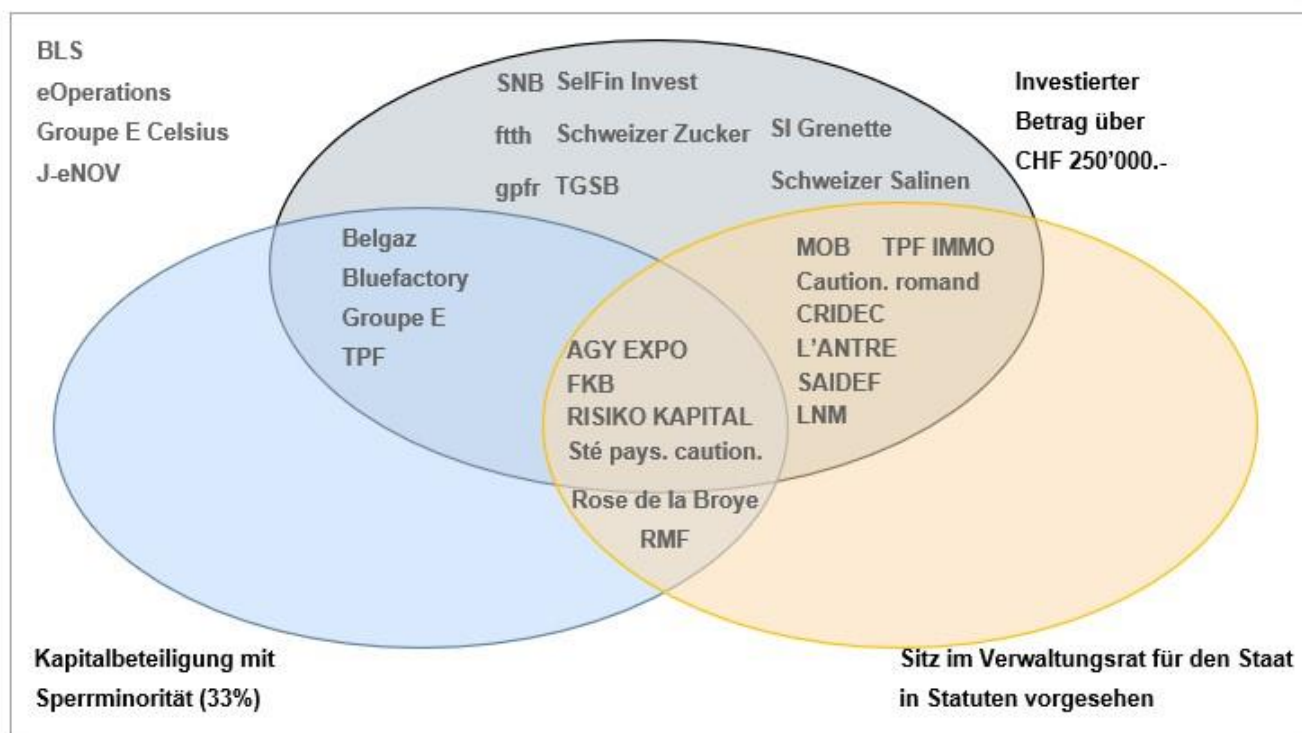 BLS
eOperations
Groupe E Celsius
J-eNOV
SNB SelFin Invest
ftth Schweizer Zucker
gpfr TGSB
SI Grenette
Schweizer Salinen
Investierter
Betrag über
CHF 250’000.-
Belgaz
Bluefactory
Groupe E
TPF
AGY EXPO
FKB
RISIKO KAPITAL
Sté pays. caution.
Rose de la Broye
RMF
MOB TPF IMMO
Caution. romand
CRIDEC
L’ANTRE
SAIDEF
LNM
Kapitalbeteiligung mit
Sperrminorität (33%)
Sitz im Verwaltungsrat für den Staat
in Statuten vorgesehen